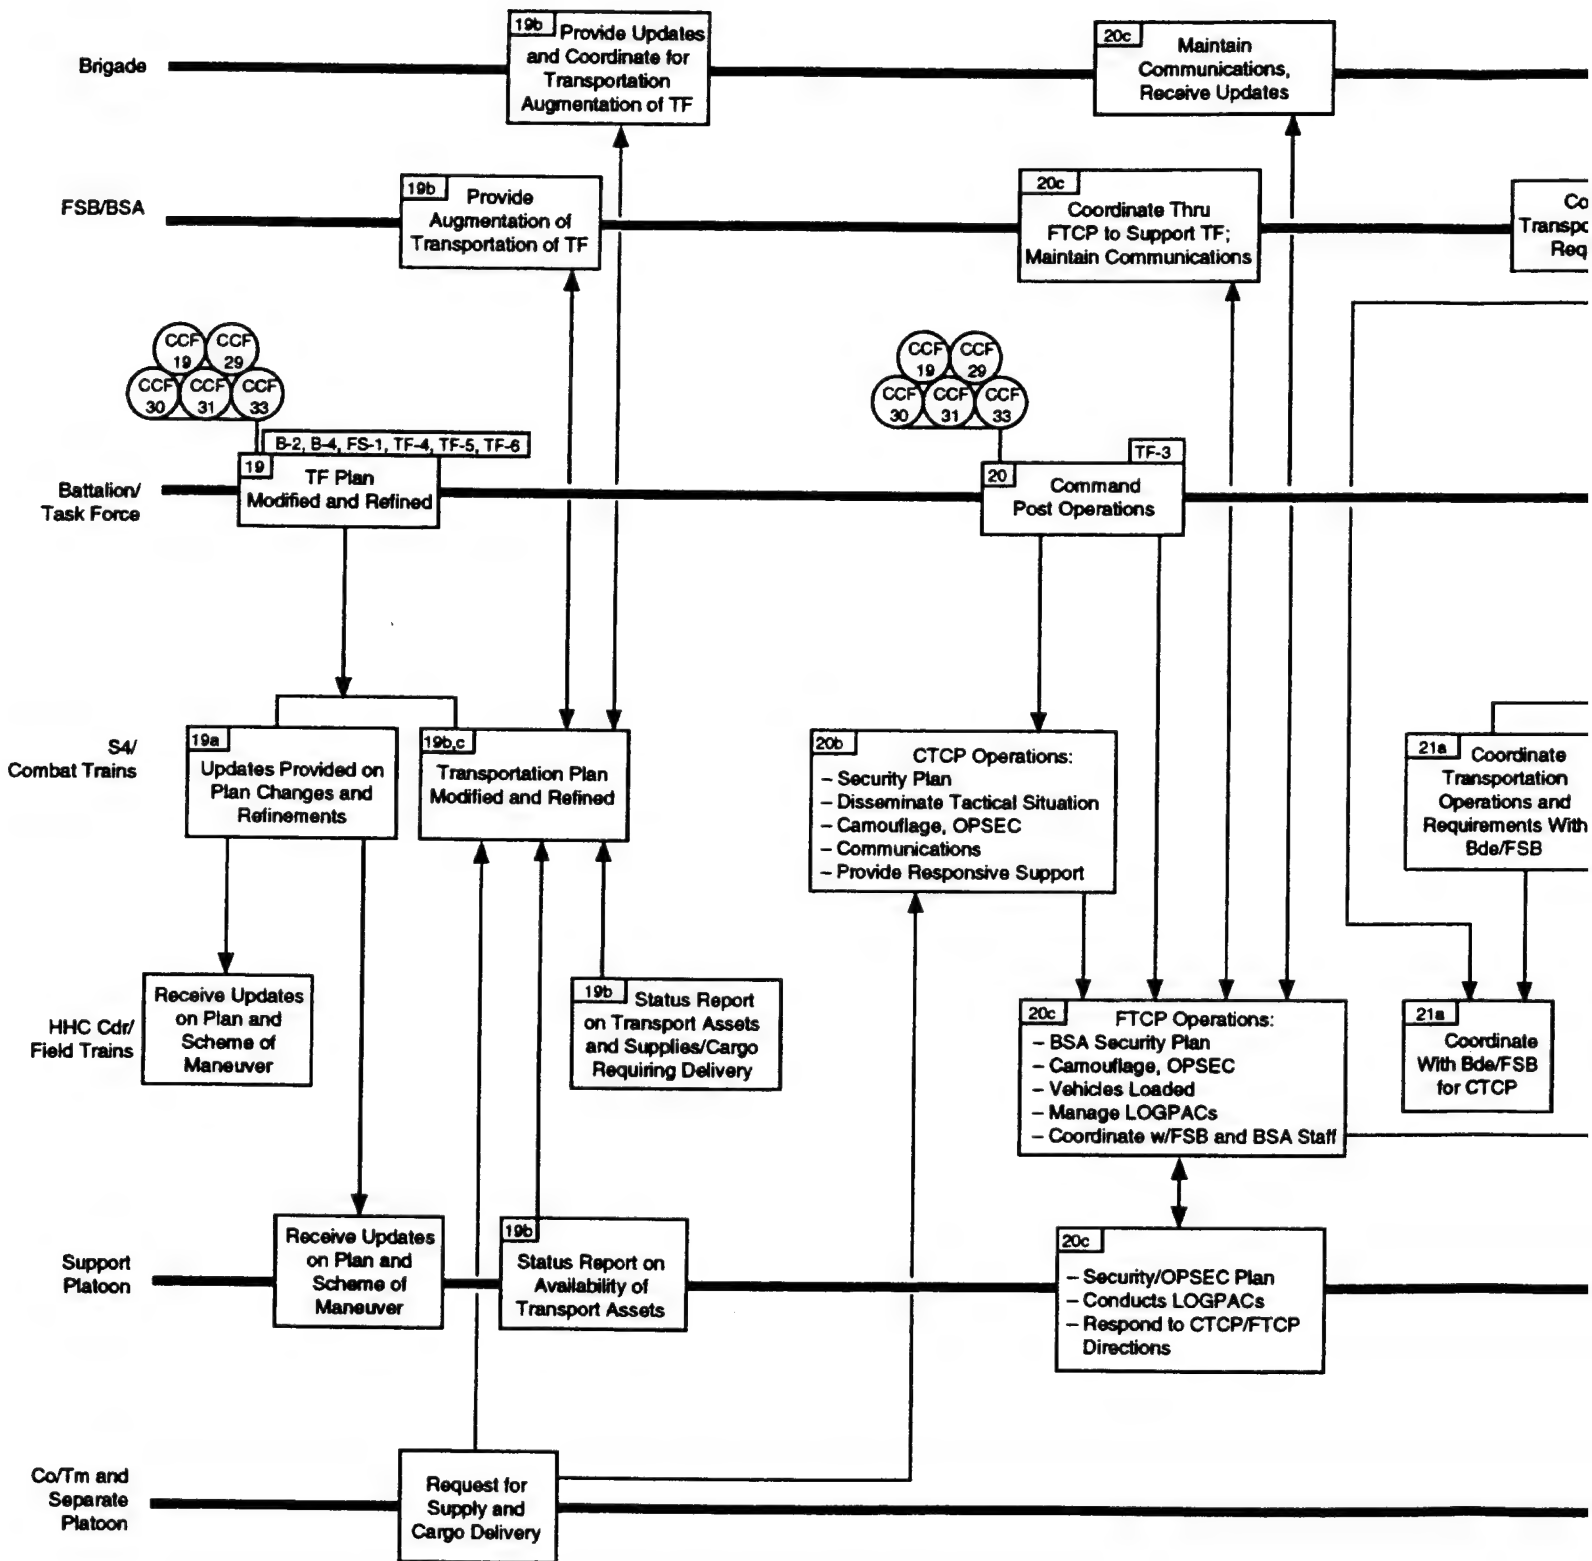 Brigade
19b
Provide Updates
and Coordinate for
Transportation
Augmentation of TF
20c
Maintain
Communications,
Receive Updates
FSB/BSA
19b
Provide
Augmentation of
Transportation of TF
20c
Coordinate Thru
FTCP to Support TF;
Maintain Communications
Co
Transpo
Req
CCF
19
CCF
29
CCF
30
CCF
31
CCF
33
CCF
19
CCF
29
CCF
30
CCF
31
CCF
33
Battalion/
Task Force
B-2, B-4, FS-1, TF-4, TF-5, TF-6
19
TF Plan
Modified and Refined
TF-3
20
Command
Post Operations
S4/
Combat Trains
19a
Updates Provided on
Plan Changes and
Refinements
19b,c
Transportation Plan
Modified and Refined
20b
CTCP Operations:
– Security Plan
– Disseminate Tactical Situation
– Camouflage, OPSEC
– Communications
– Provide Responsive Support
21a
Coordinate
Transportation
Operations and
Requirements With
Bde/FSB
HHC Cdr/
Field Trains
Receive Updates
on Plan and
Scheme of
Maneuver
19b
Status Report
on Transport Assets
and Supplies/Cargo
Requiring Delivery
20c
FTCP Operations:
– BSA Security Plan
– Camouflage, OPSEC
– Vehicles Loaded
– Manage LOGPACs
– Coordinate w/FSB and BSA Staff
21a
Coordinate
With Bde/FSB
for CTCP
Support
Platoon
Receive Updates
on Plan and
Scheme of
Maneuver
19b
Status Report on
Availability of
Transport Assets
20c
– Security/OPSEC Plan
– Conducts LOGPACs
– Respond to CTCP/FTCP
Directions
Co/Tm and
Separate
Platoon
Request for
Supply and
Cargo Delivery